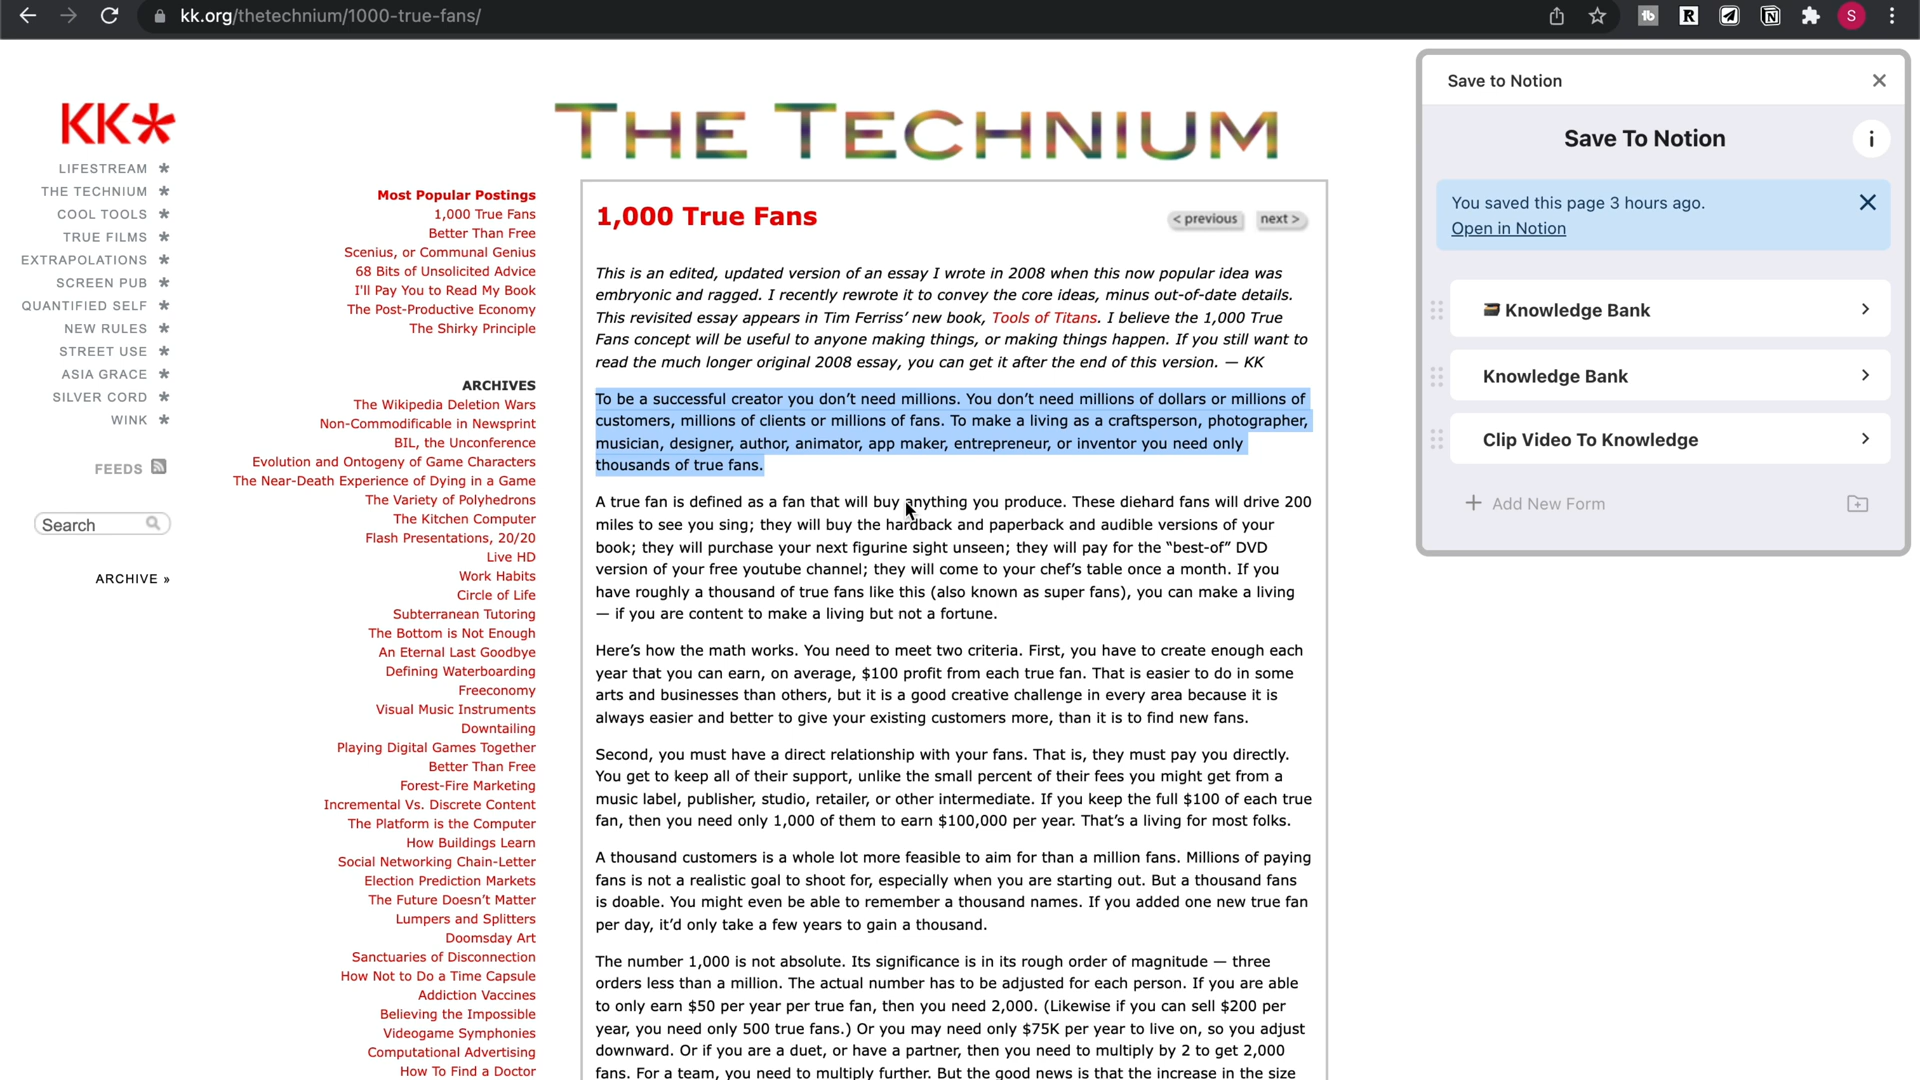 kk.org/thetechnium/1000-true-fans/
S
KK*
LIFESTREAM *
THE TECHNIUM *
COOL TOOLS *
TRUE FILMS *
EXTRAPOLATIONS *
SCREEN PUB *
QUANTIFIED SELF *
NEW RULES *
STREET USE *
ASIA GRACE *
SILVER CORD *
WINK *
FEEDS
Search
ARCHIVE »
Most Popular Postings
1,000 True Fans
Better Than Free
Scenius, or Communal Genius
68 Bits of Unsolicited Advice
I'll Pay You to Read My Book
The Post-Productive Economy
The Shirky Principle
ARCHIVES
The Wikipedia Deletion Wars
Non-Commodificable in Newsprint
BIL, the Unconference
Evolution and Ontogeny of Game Characters
The Near-Death Experience of Dying in a Game
The Variety of Polyhedrons
The Kitchen Computer
Flash Presentations, 20/20
Live HD
Work Habits
Circle of Life
Subterranean Tutoring
The Bottom is Not Enough
An Eternal Last Goodbye
Defining Waterboarding
Freeconomy
Visual Music Instruments
Downtailing
Playing Digital Games Together
Better Than Free
Forest-Fire Marketing
Incremental Vs. Discrete Content
The Platform is the Computer
How Buildings Learn
Social Networking Chain-Letter
Election Prediction Markets
The Future Doesn't Matter
Lumpers and Splitters
Doomsday Art
Sanctuaries of Disconnection
How Not to Do a Time Capsule
Addiction Vaccines
Believing the Impossible
Videogame Symphonies
Computational Advertising
How To Find a Doctor
THE TECHNIUM
1,000 True Fans
< previous
next >
This is an edited, updated version of an essay I wrote in 2008 when this now popular idea was
embryonic and ragged. I recently rewrote it to convey the core ideas, minus out-of-date details.
This revisited essay appears in Tim Ferriss' new book, Tools of Titans. I believe the 1,000 True
Fans concept will be useful to anyone making things, or making things happen. If you still want to
read the much longer original 2008 essay, you can get it after the end of this version. — KK
To be a successful creator you don't need millions. You don't need millions of dollars or millions of
customers, millions of clients or millions of fans. To make a living as a craftsperson, photographer,
musician, designer, author, animator, app maker, entrepreneur, or inventor you need only
thousands of true fans.
A true fan is defined as a fan that will buy anything you produce. These diehard fans will drive 200
miles to see you sing; they will buy the hardback and paperback and audible versions of your
book; they will purchase your next figurine sight unseen; they will pay for the “best-of” DVD
version of your free youtube channel; they will come to your chef's table once a month. If you
have roughly a thousand of true fans like this (also known as super fans), you can make a living
— if you are content to make a living but not a fortune.
Here's how the math works. You need to meet two criteria. First, you have to create enough each
year that you can earn, on average, $100 profit from each true fan. That is easier to do in some
arts and businesses than others, but it is a good creative challenge in every area because it is
always easier and better to give your existing customers more, than it is to find new fans.
Second, you must have a direct relationship with your fans. That is, they must pay you directly.
You get to keep all of their support, unlike the small percent of their fees you might get from a
music label, publisher, studio, retailer, or other intermediate. If you keep the full $100 of each true
fan, then you need only 1,000 of them to earn $100,000 per year. That's a living for most folks.
A thousand customers is a whole lot more feasible to aim for than a million fans. Millions of paying
fans is not a realistic goal to shoot for, especially when you are starting out. But a thousand fans
is doable. You might even be able to remember a thousand names. If you added one new true fan
per day, it'd only take a few years to gain a thousand.
The number 1,000 is not absolute. Its significance is in its rough order of magnitude — three
orders less than a million. The actual number has to be adjusted for each person. If you are able
to only earn $50 per year per true fan, then you need 2,000. (Likewise if you can sell $200 per
year, you need only 500 true fans.) Or you may need only $75K per year to live on, so you adjust
downward. Or if you are a duet, or have a partner, then you need to multiply by 2 to get 2,000
fans. For a team, you need to multiply further. But the good news is that the increase in the size
Save to Notion
Save To Notion
i
You saved this page 3 hours ago.
Open in Notion
Knowledge Bank
Knowledge Bank
Clip Video To Knowledge
+ Add New Form